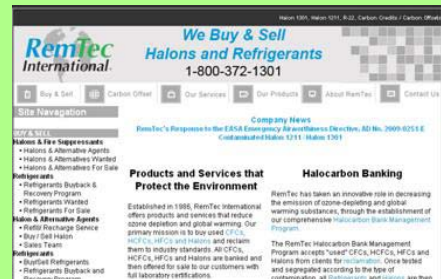 Halon 1301, Halon 1211, R-22, Carbon Credits / Carbon Offsets
RemTec
International
We Buy & Sell
Halons and Refrigerants
1-800-372-1301
Buy & Sell
Carbon Offset
Our Services
Our Products
About RemTec
Contact Us
Site Navagation
BUY & SELL
Halons & Fire Suppressants
• Halons & Alternative Agents
• Halons & Alternatives Wanted
• Halons & Alternatives For Sale
Refrigerants
• Refrigerants Buyback &
Recovery Program
• Refrigerants Wanted
• Refrigerants For Sale
Halon & Alternative Agents
• Refill Recharge Service
• Buy / Sell Halon
• Sales Team
Refrigerants
• Buy/Sell Refrigerants
• Refrigerants Buyback and
Company News
RemTec's Response to the EASA Emergency Airworthiness Directive, AD No. 2009-0251-E
Contaminated Halon 1211 - Halon 1301
Products and Services that
Protect the Environment
Established in 1986, RemTec International
offers products and services that reduce
ozone depletion and global warming. Our
primary mission is to buy used CFCs,
HCFCs, HFCs and Halons and reclaim
them to industry standards. All CFCs,
HCFCs and Halons are banked and
then offered for sale to our customers with
full laboratory certifications.
Halocarbon Banking
RemTec has taken an innovative role in decreasing
the emission of ozone-depleting and global
warming substances, through the establishment of
our comprehensive Halocarbon Bank Management
Program.
The RemTec Halocarbon Bank Management
Program accepts "used" CFCs, HCFCs, HFCs and
Halons from clients for reclamation. Once tested
and segregated according to the type of